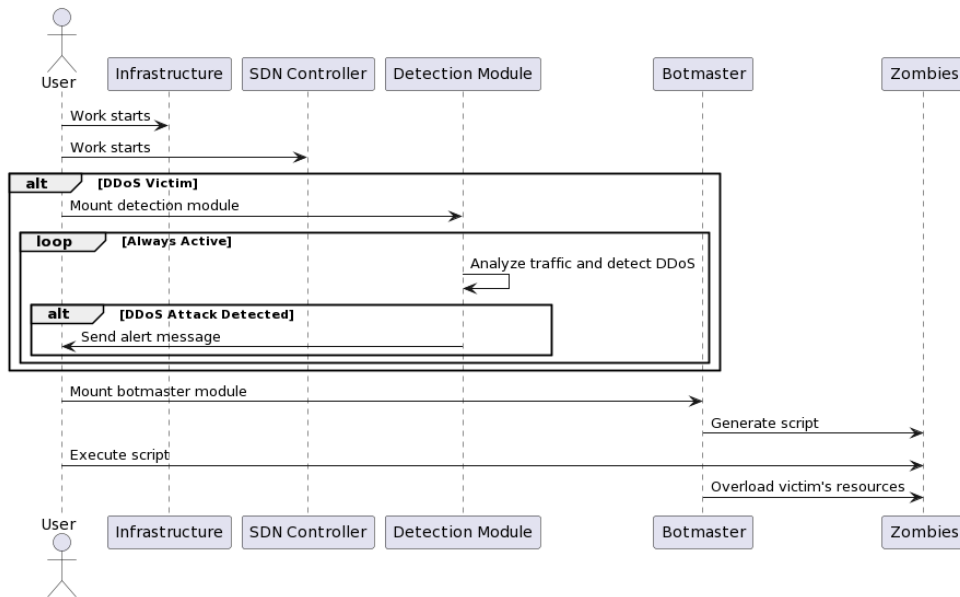 User
Infrastructure
SDN Controller
Detection Module
Botmaster
Zombies
Work starts
Work starts
alt [DDoS Victim]
Mount detection module
loop [Always Active]
Analyze traffic and detect DDoS
alt [DDoS Attack Detected]
Send alert message
Mount botmaster module
Generate script
Execute script
Overload victim's resources
User
Infrastructure
SDN Controller
Detection Module
Botmaster
Zombies